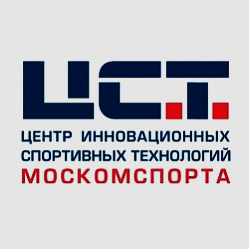 ЦСТ
ЦЕНТР ИННОВАЦИОННЫХ
СПОРТИВНЫХ ТЕХНОЛОГИЙ
МОСКОМСПОРТА